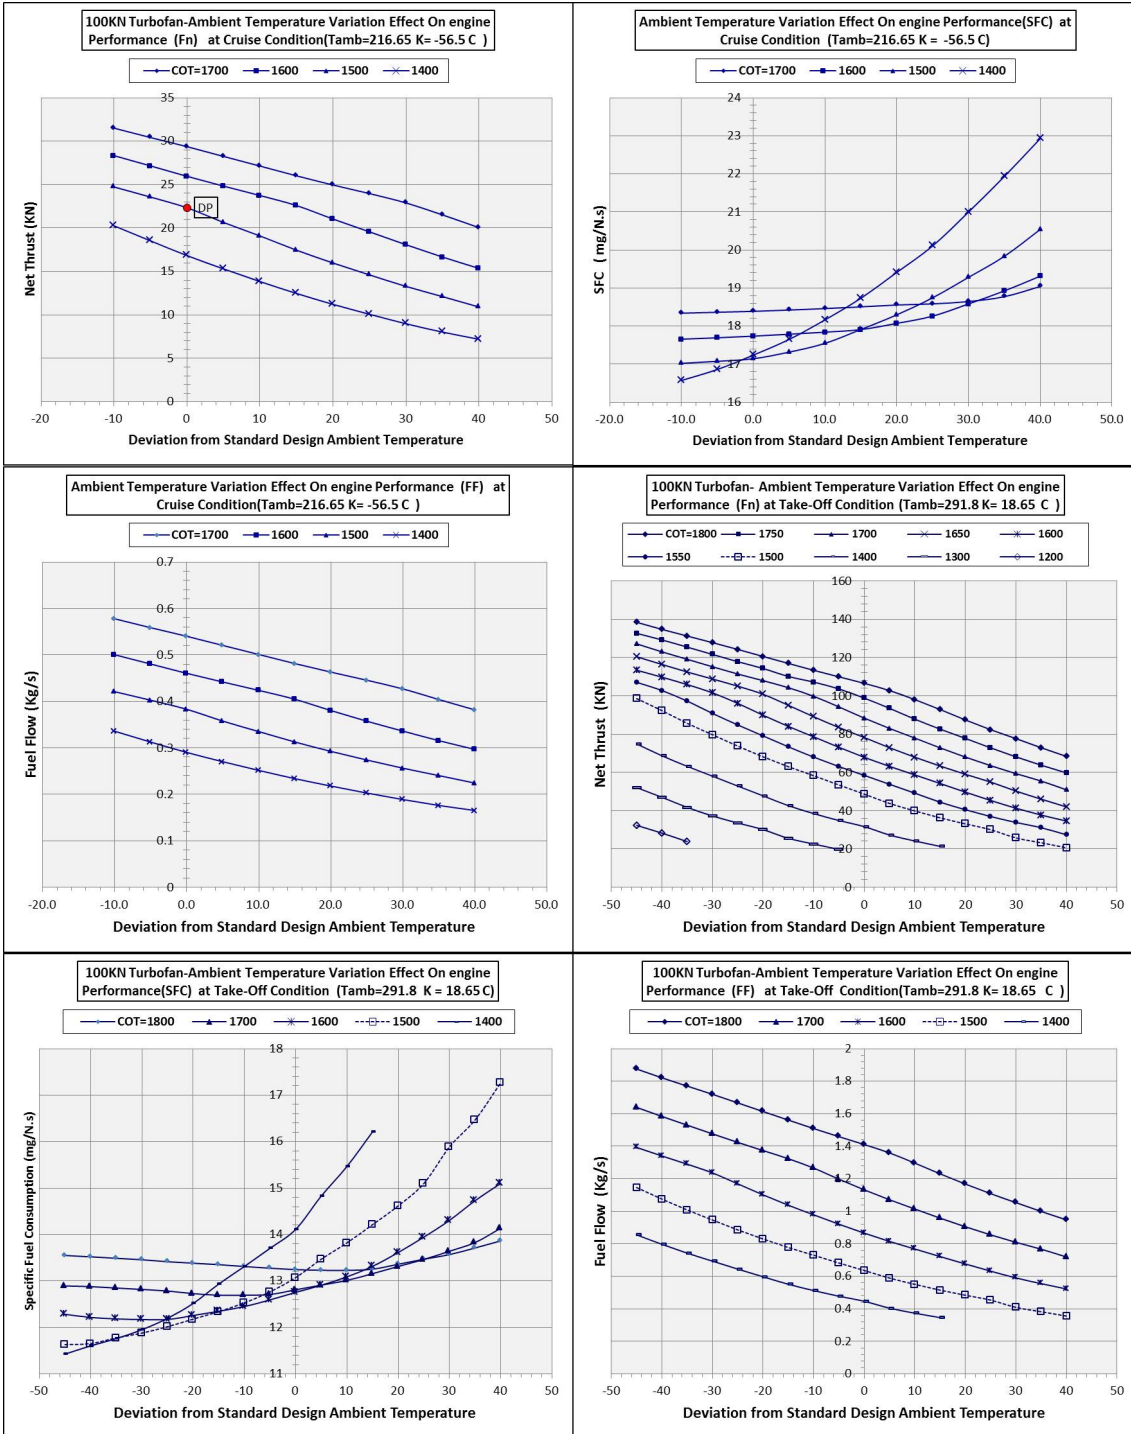 100KN Turbofan-Ambient Temperature Variation Effect On engine
Performance (Fn) at Cruise Condition(Tamb=216.65 K= -56.5 C )
COT=1700 1600 1500 1400
35
30
25
20
15
10
5
0
DP
-20 -10 0 10 20 30 40 50
Net Thrust (KN)
Deviation from Standard Design Ambient Temperature
Ambient Temperature Variation Effect On engine Performance(SFC) at
Cruise Condition (Tamb=216.65 K = -56.5 C)
COT=1700 1600 1500 1400
24
23
22
21
20
19
18
17
16
-20.0 -10.0 0.0 10.0 20.0 30.0 40.0 50.0
SFC ( mg/N.s)
Deviation from Standard Design Ambient Temperature
Ambient Temperature Variation Effect On engine Performance (FF) at
Cruise Condition(Tamb=216.65 K= -56.5 C )
COT=1700 1600 1500 1400
0.7
0.6
0.5
0.4
0.3
0.2
0.1
0
-20.0 -10.0 0.0 10.0 20.0 30.0 40.0 50.0
Fuel Flow (Kg/s)
Deviation from Standard Design Ambient Temperature
100KN Turbofan- Ambient Temperature Variation Effect On engine
Performance (Fn) at Take-Off Condition (Tamb=291.8 K= 18.65 C )
COT=1800 1750 1700 1650 1600
1550 1500 1400 1300 1200
160
140
120
100
80
60
40
20
0
-50 -40 -30 -20 -10 0 10 20 30 40 50
Net Thrust (KN)
Deviation from Standard Design Ambient Temperature
100KN Turbofan-Ambient Temperature Variation Effect On engine
Performance(SFC) at Take-Off Condition (Tamb=291.8 K = 18.65 C)
COT=1800 1700 1600 1500 1400
18
17
16
15
14
13
12
11
-50 -40 -30 -20 -10 0 10 20 30 40 50
Specific Fuel Consumption (mg/N.s)
Deviation from Standard Design Ambient Temperature
100KN Turbofan-Ambient Temperature Variation Effect On engine
Performance (FF) at Take-Off Condition(Tamb=291.8 K= 18.65 C )
COT=1800 1700 1600 1500 1400
2
1.8
1.6
1.4
1.2
1
0.8
0.6
0.4
0.2
0
-50 -40 -30 -20 -10 0 10 20 30 40 50
Fuel Flow (Kg/s)
Deviation from Standard Design Ambient Temperature